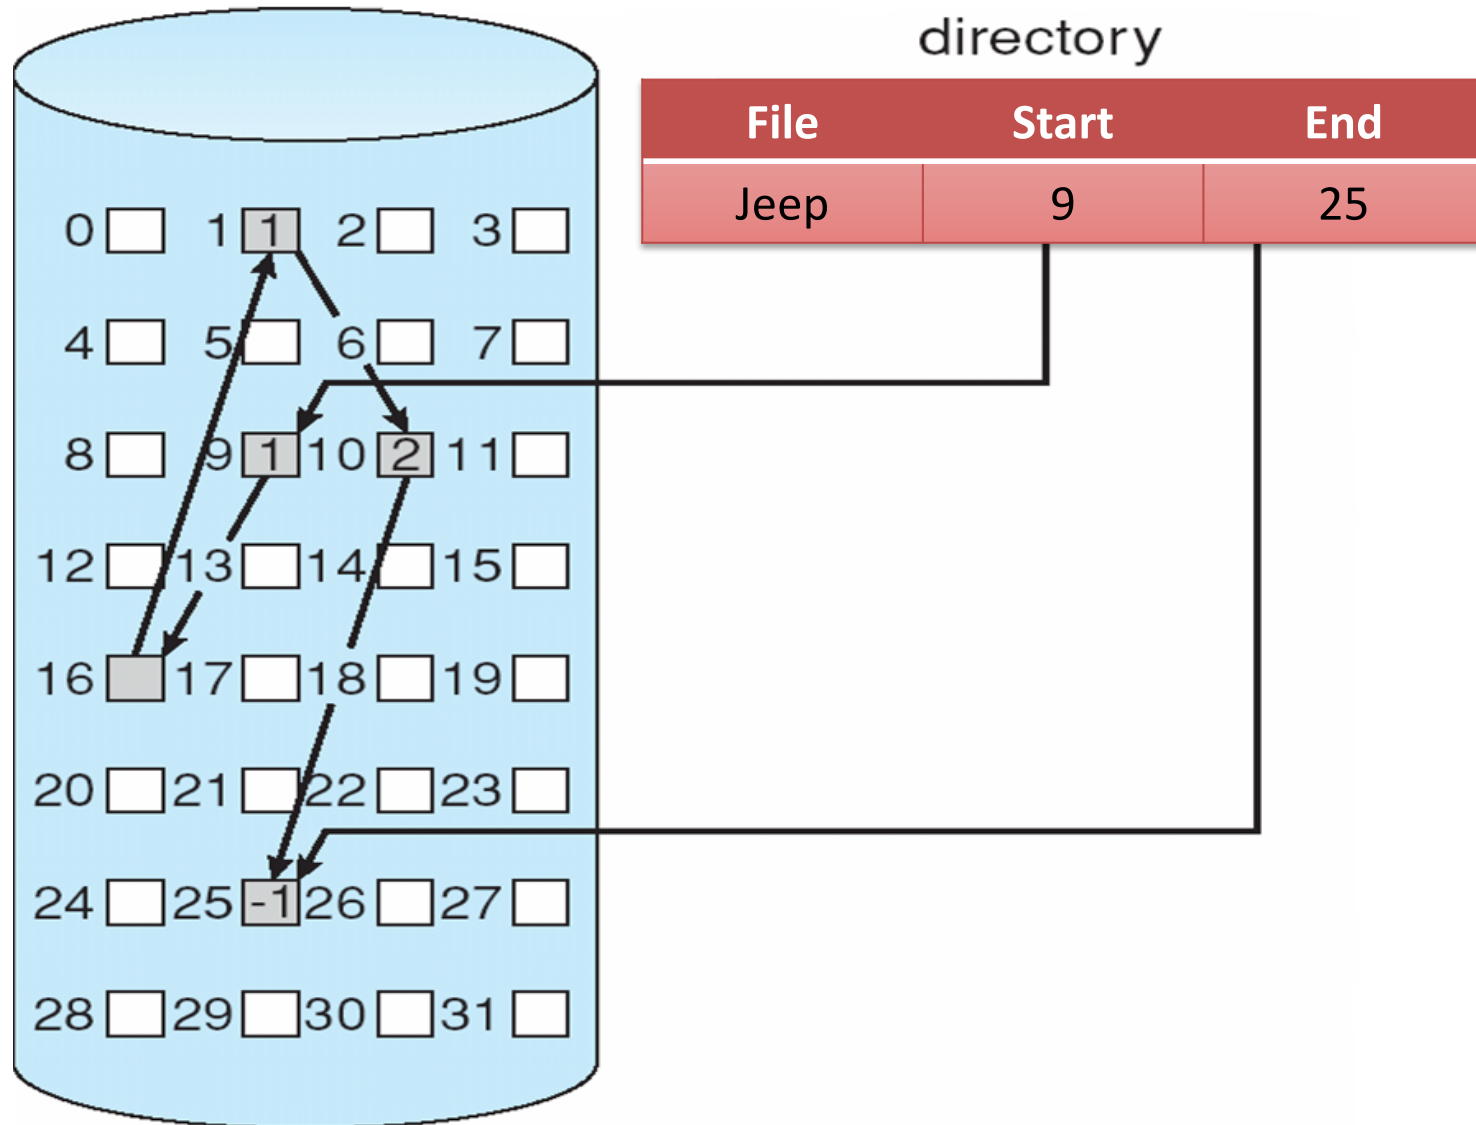 directory
File Start End
Jeep 9 25
0 1 1 2 3
4 5 6 7
8 9 1 10 2 11
12 13 14 15
16 17 18 19
20 21 22 23
24 25 -1 26 27
28 29 30 31